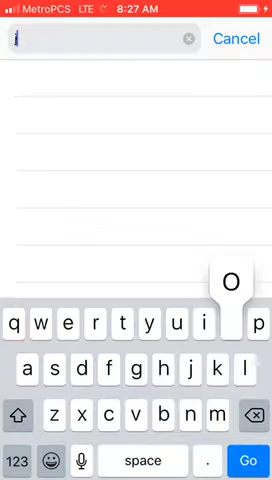 MetroPCS LTE 8:27 AM
i Cancel
O
q w e r t y u i p
a s d f g h j k l
z x c v b n m
123 space . Go